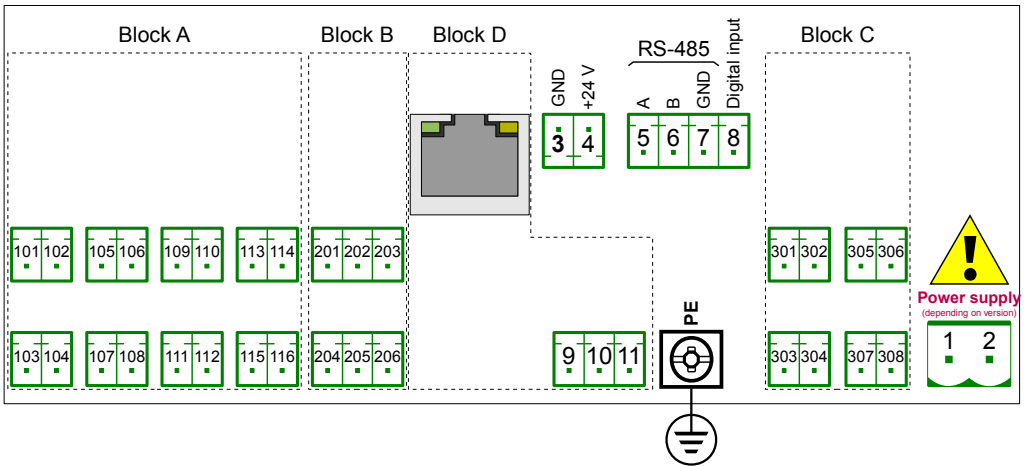 Block A
Block B
Block D
Block C
RS-485
GND
+24 V
A
B
GND
Digital input
3 4
5 6 7 8
101 102
105 106
109 110
113 114
201 202 203
301 302
305 306
Power supply
(depending on version)
PE
103 104
107 108
111 112
115 116
204 205 206
9 10 11
303 304
307 308
1 2